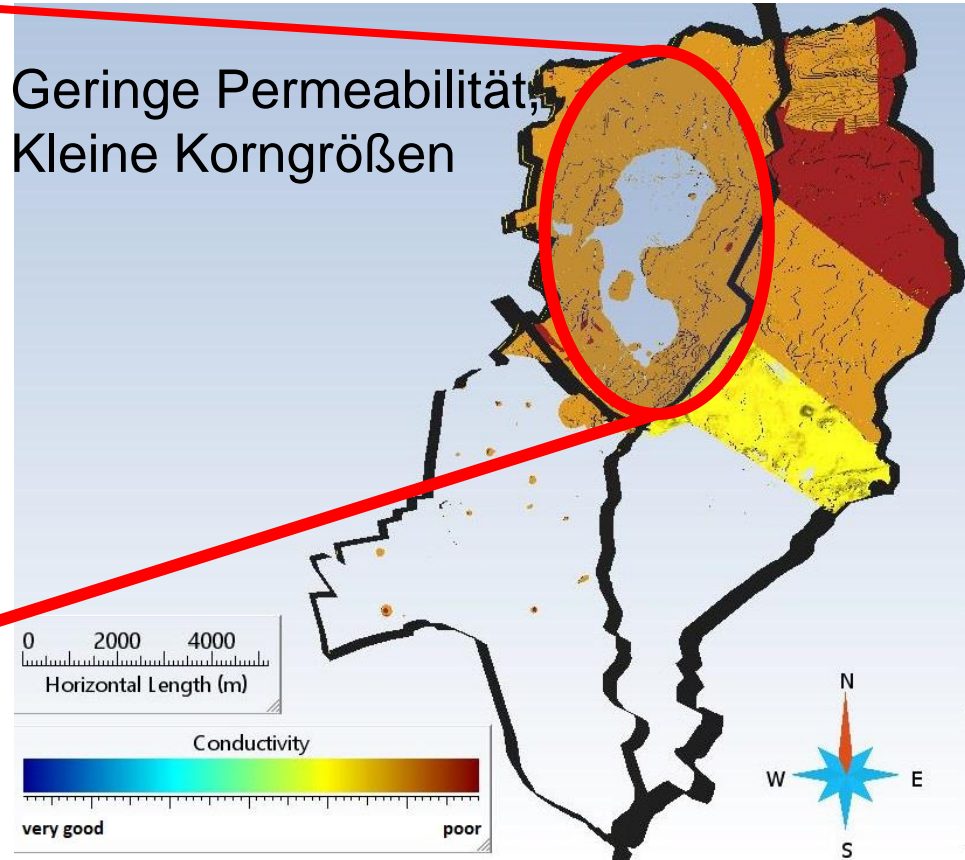 Geringe Permeabilität,
Kleine Korngrößen
0 2000 4000
Horizontal Length (m)
Conductivity
very good poor
N
W E
S